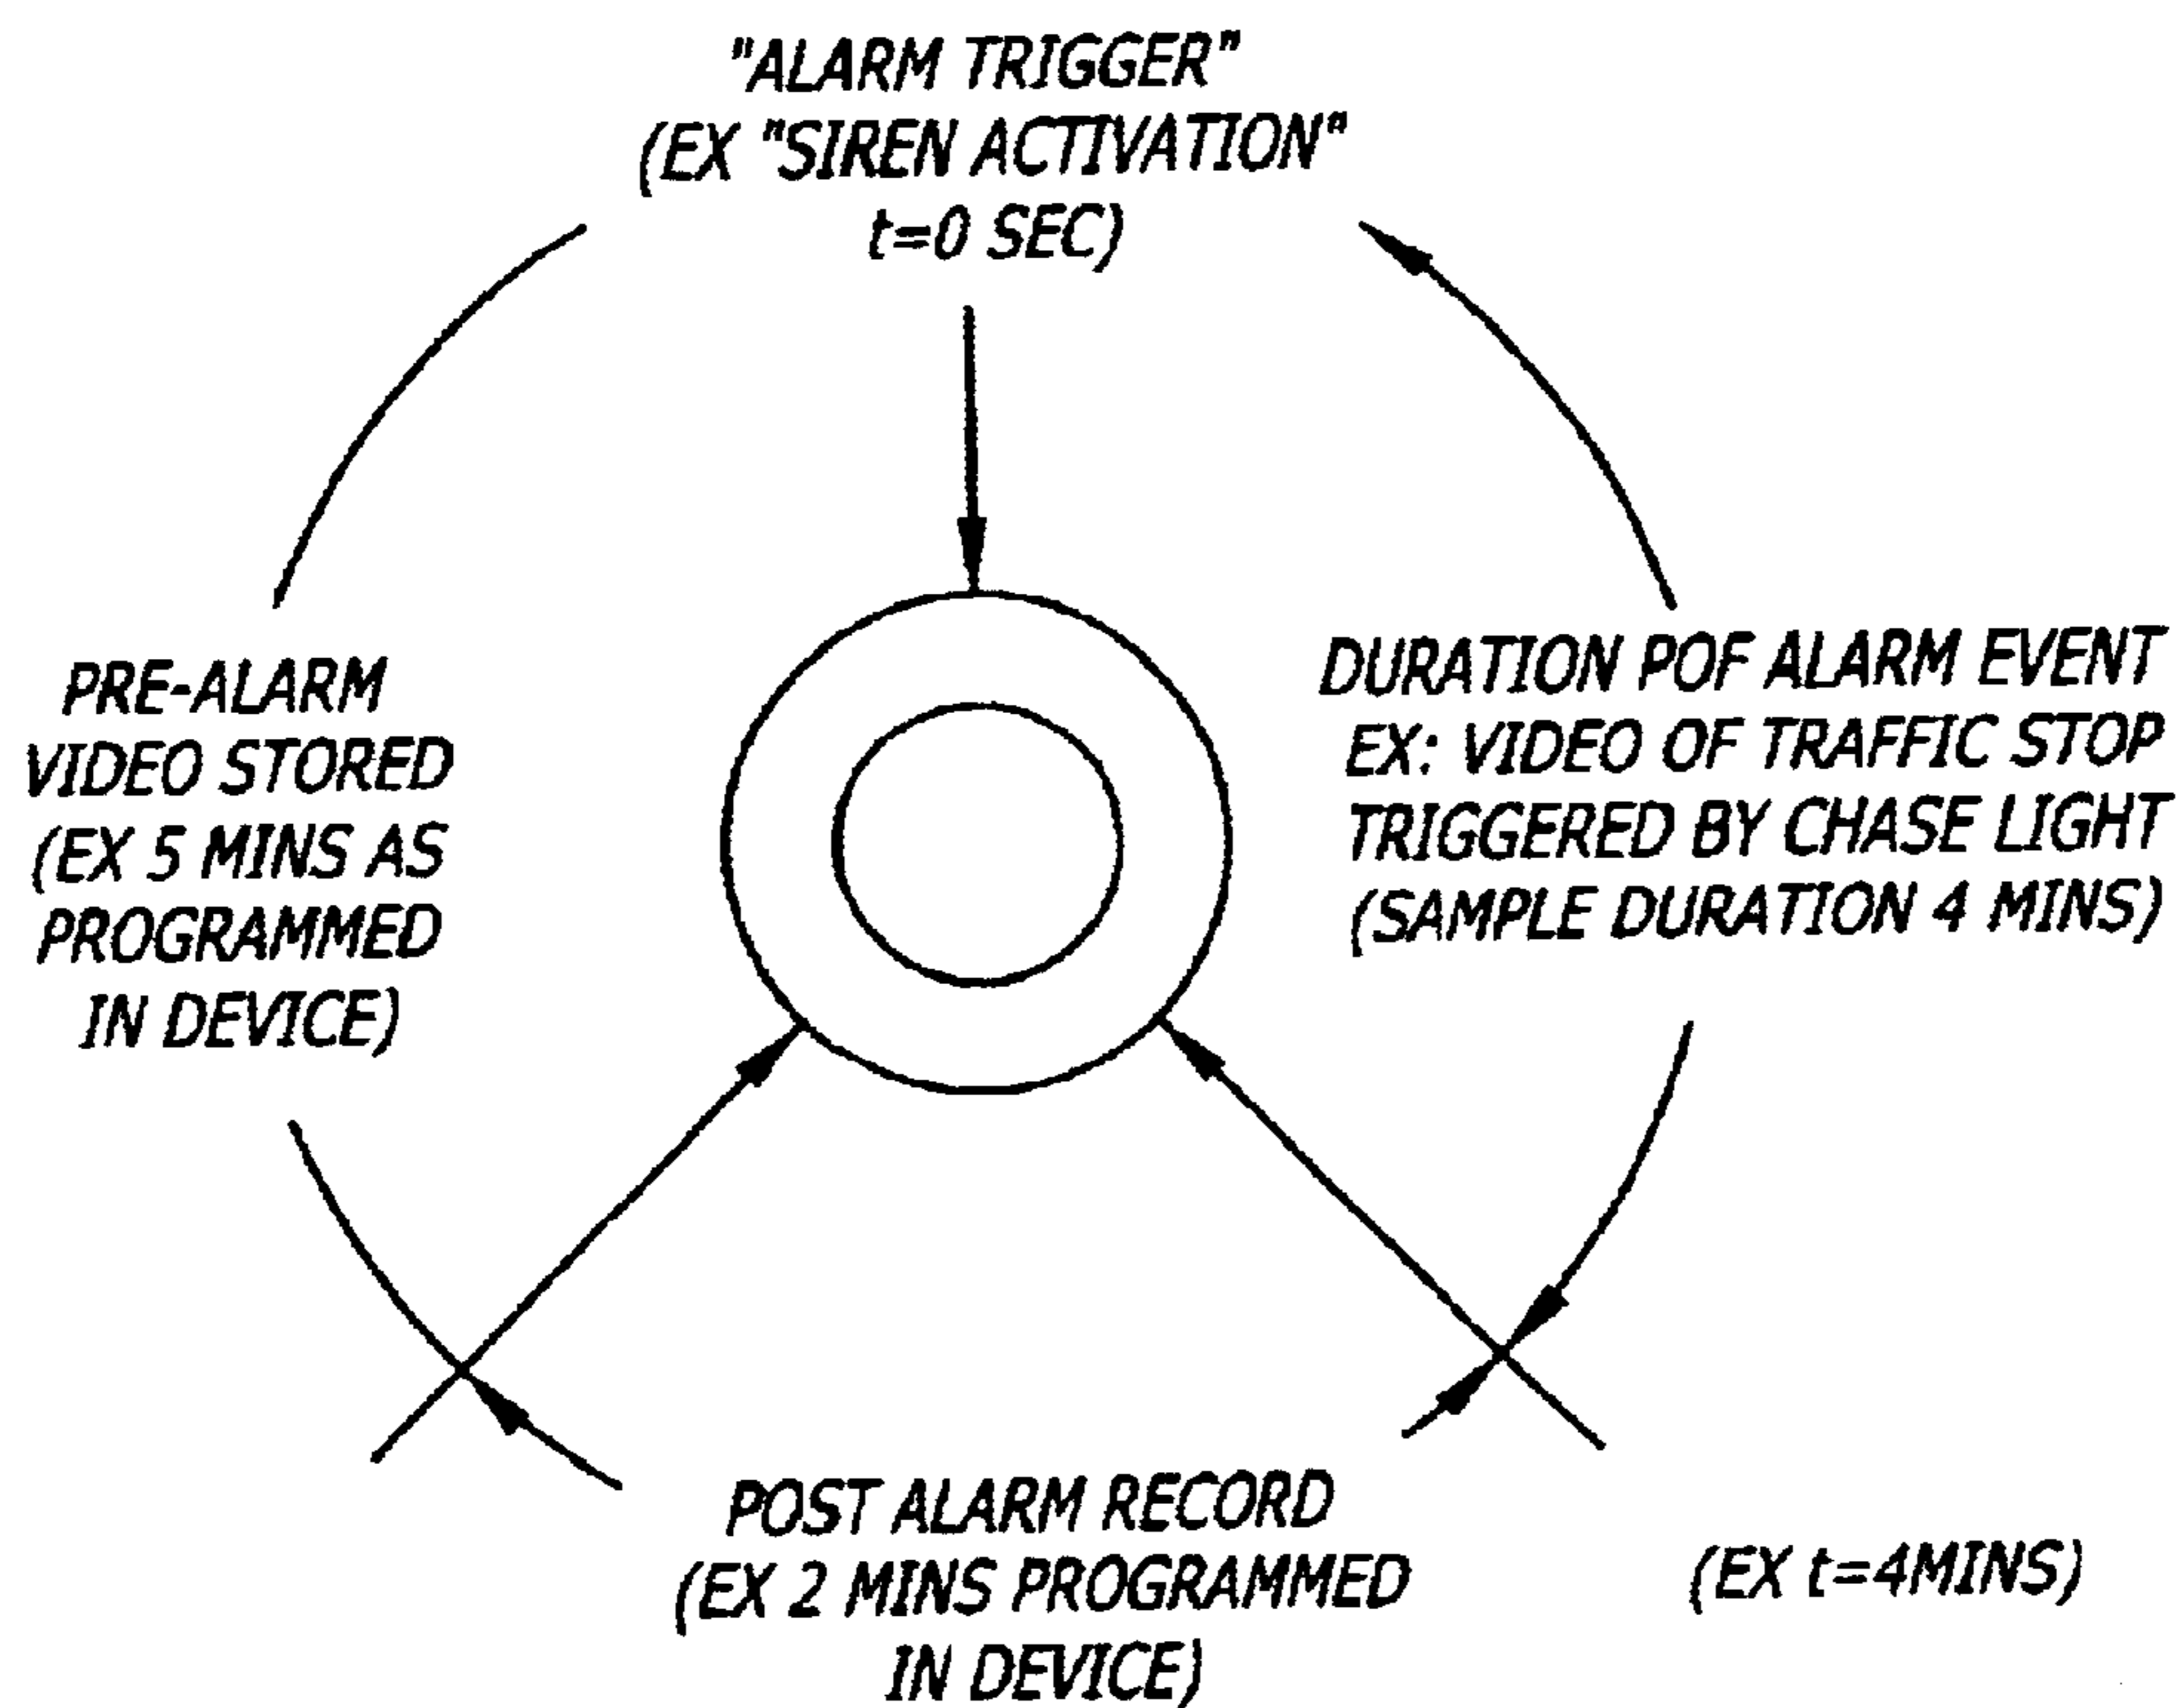 "ALARM TRIGGER"
(EX "SIREN ACTIVATION"
t=0 SEC)
PRE-ALARM
VIDEO STORED
(EX 5 MINS AS
PROGRAMMED
IN DEVICE)
DURATION POF ALARM EVENT
EX: VIDEO OF TRAFFIC STOP
TRIGGERED BY CHASE LIGHT
(SAMPLE DURATION 4 MINS)
POST ALARM RECORD
(EX 2 MINS PROGRAMMED
IN DEVICE)
(EX t=4MINS)